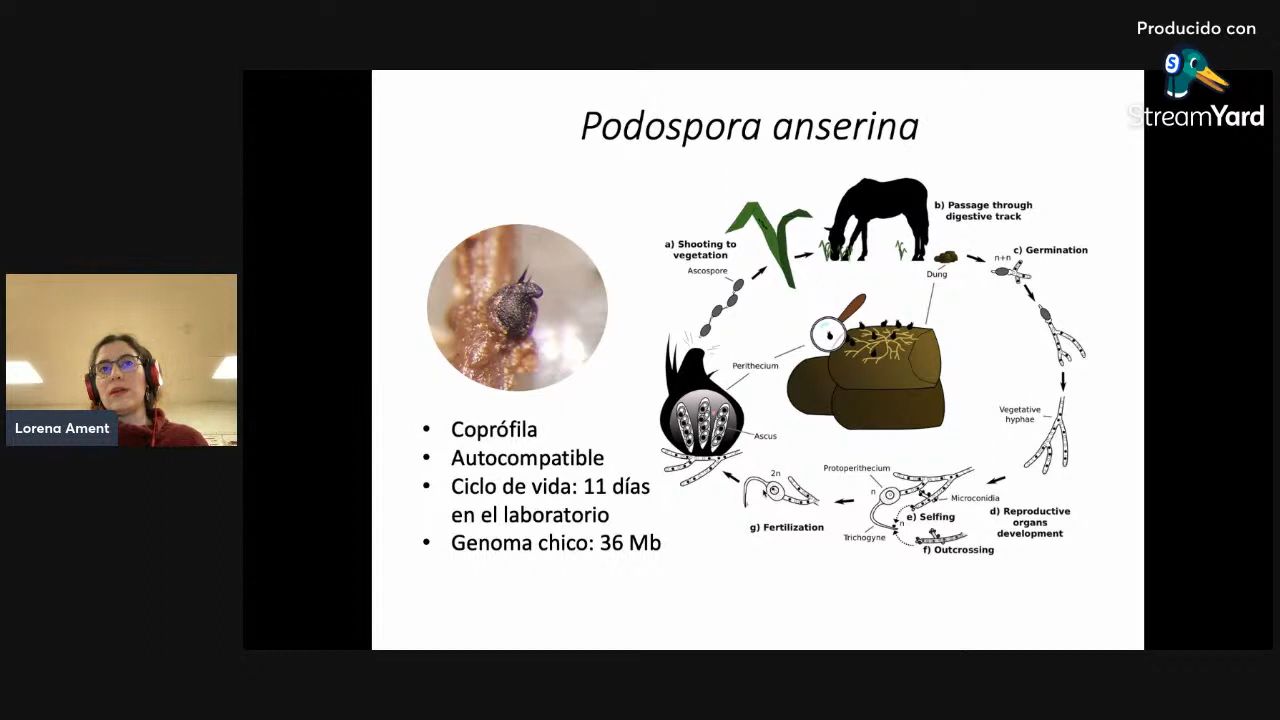 Producido con
S
StreamYard
Podospora anserina
a) Shooting to
vegetation
Ascospore
b) Passage through
digestive track
Dung
c) Germination
n+n
Vegetative
hyphae
d) Reproductive
organs
development
Microconidia
Protoperithecium
n
e) Selfing
n
Trichogyne
f) Outcrossing
2n
g) Fertilization
Perithecium
Ascus
• Coprófila
• Autocompatible
• Ciclo de vida: 11 días
en el laboratorio
• Genoma chico: 36 Mb
Lorena Ament